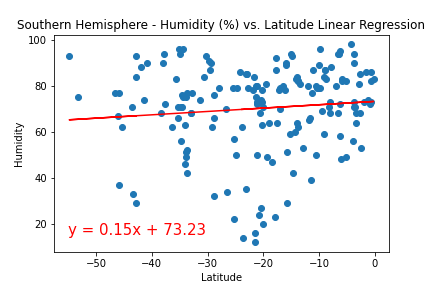 Southern Hemisphere - Humidity (%) vs. Latitude Linear Regression
100
80
60
40
20
Humidity
y = 0.15x + 73.23
−50
−40
−30
−20
−10
0
Latitude